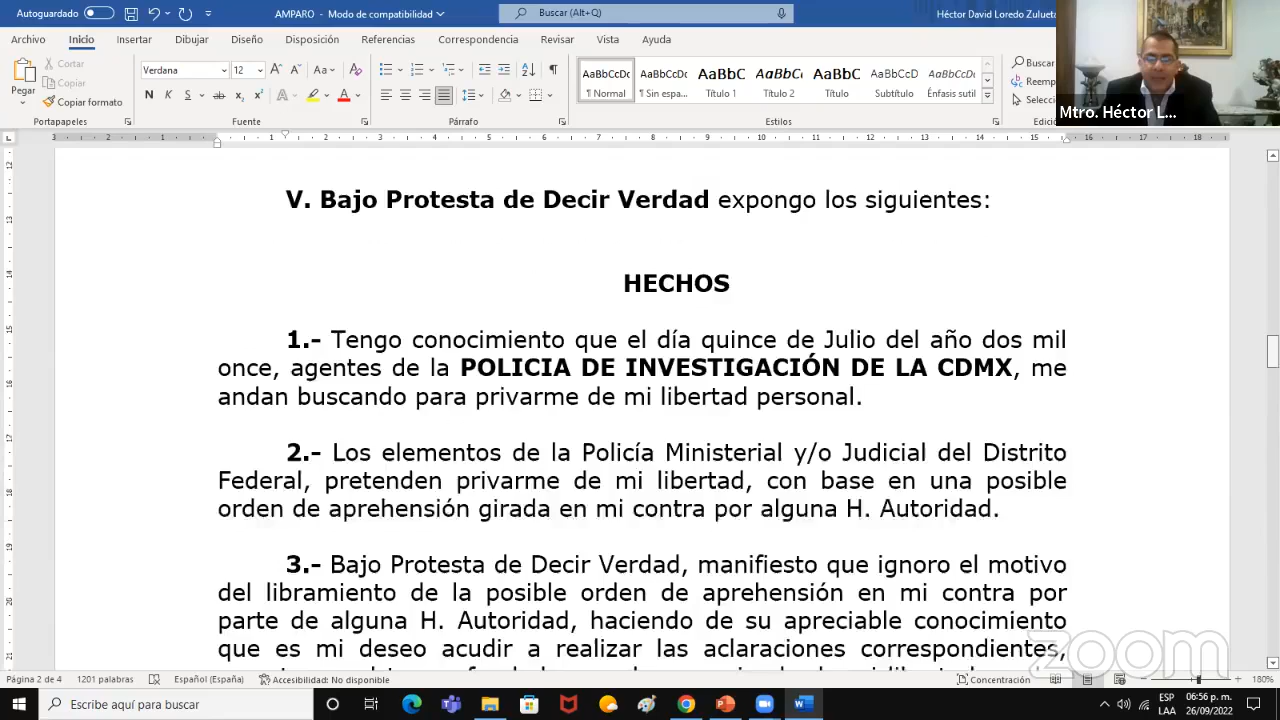 Autoguardado
AMPARO - Modo de compatibilidad
Buscar (Alt+Q)
Héctor David Loredo Zulueta
Archivo Inicio Insertar Dibujar Diseño Disposición Referencias Correspondencia Revisar Vista Ayuda
Pegar
Cortar
Copiar
Copiar formato
Verdana 12
Fuente
Párrafo
AaBbCcDc AaBbCcDc AaBbC AaBbCc AaBbC AaBbCcD AaBbCcDc
¶ Normal ¶ Sin espa... Título 1 Título 2 Título Subtítulo Énfasis sutil
Estilos
Buscar
Reemp
Selecci
Edición
Mtro. Héctor L...
V. Bajo Protesta de Decir Verdad expongo los siguientes:
HECHOS
1.- Tengo conocimiento que el día quince de Julio del año dos mil
once, agentes de la POLICIA DE INVESTIGACIÓN DE LA CDMX, me
andan buscando para privarme de mi libertad personal.
2.- Los elementos de la Policía Ministerial y/o Judicial del Distrito
Federal, pretenden privarme de mi libertad, con base en una posible
orden de aprehensión girada en mi contra por alguna H. Autoridad.
3.- Bajo Protesta de Decir Verdad, manifiesto que ignoro el motivo
del libramiento de la posible orden de aprehensión en mi contra por
parte de alguna H. Autoridad, haciendo de su apreciable conocimiento
que es mi deseo acudir a realizar las aclaraciones correspondientes,
zoom
Página 2 de 4 1201 palabras Español (España) Accesibilidad: No disponible Concentración 180%
Escribe aquí para buscar
ESP
LAA
06:56 p. m.
26/09/2022